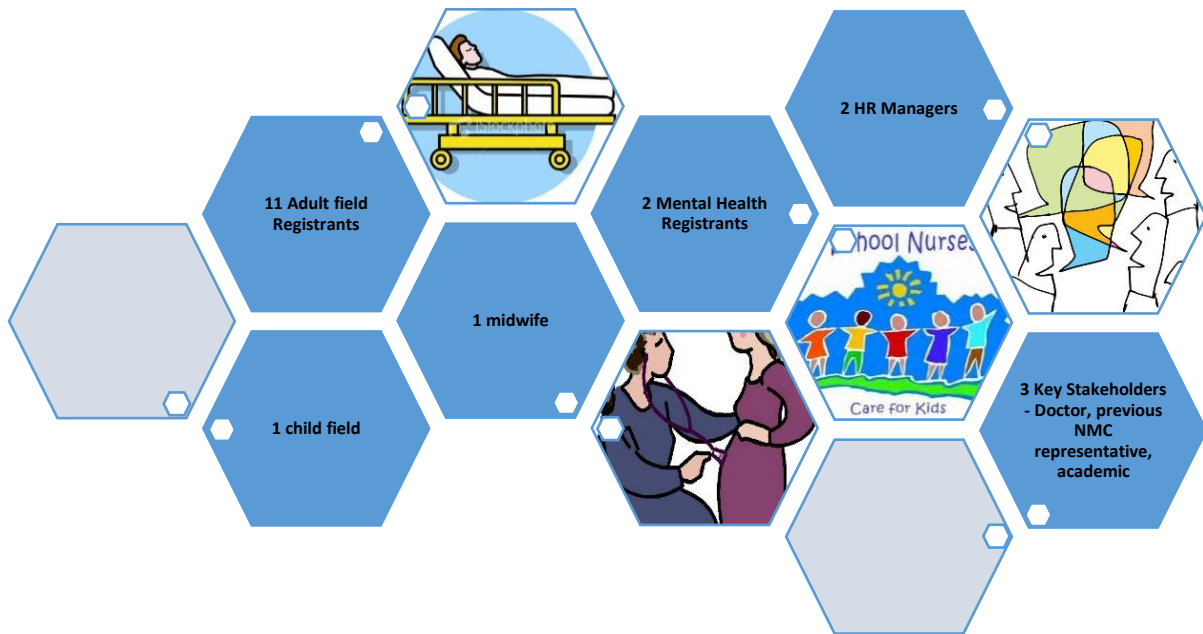 2 HR Managers
iStockphoto
11 Adult field
Registrants
2 Mental Health
Registrants
School Nurses
1 midwife
Care for Kids
3 Key Stakeholders
- Doctor, previous
NMC
representative,
academic
1 child field